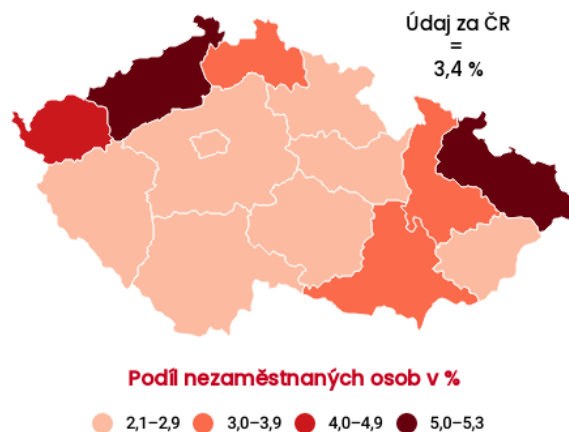 Údaj za ČR
=
3,4 %
Podíl nezaměstnaných osob v %
2,1–2,9 3,0–3,9 4,0–4,9 5,0–5,3